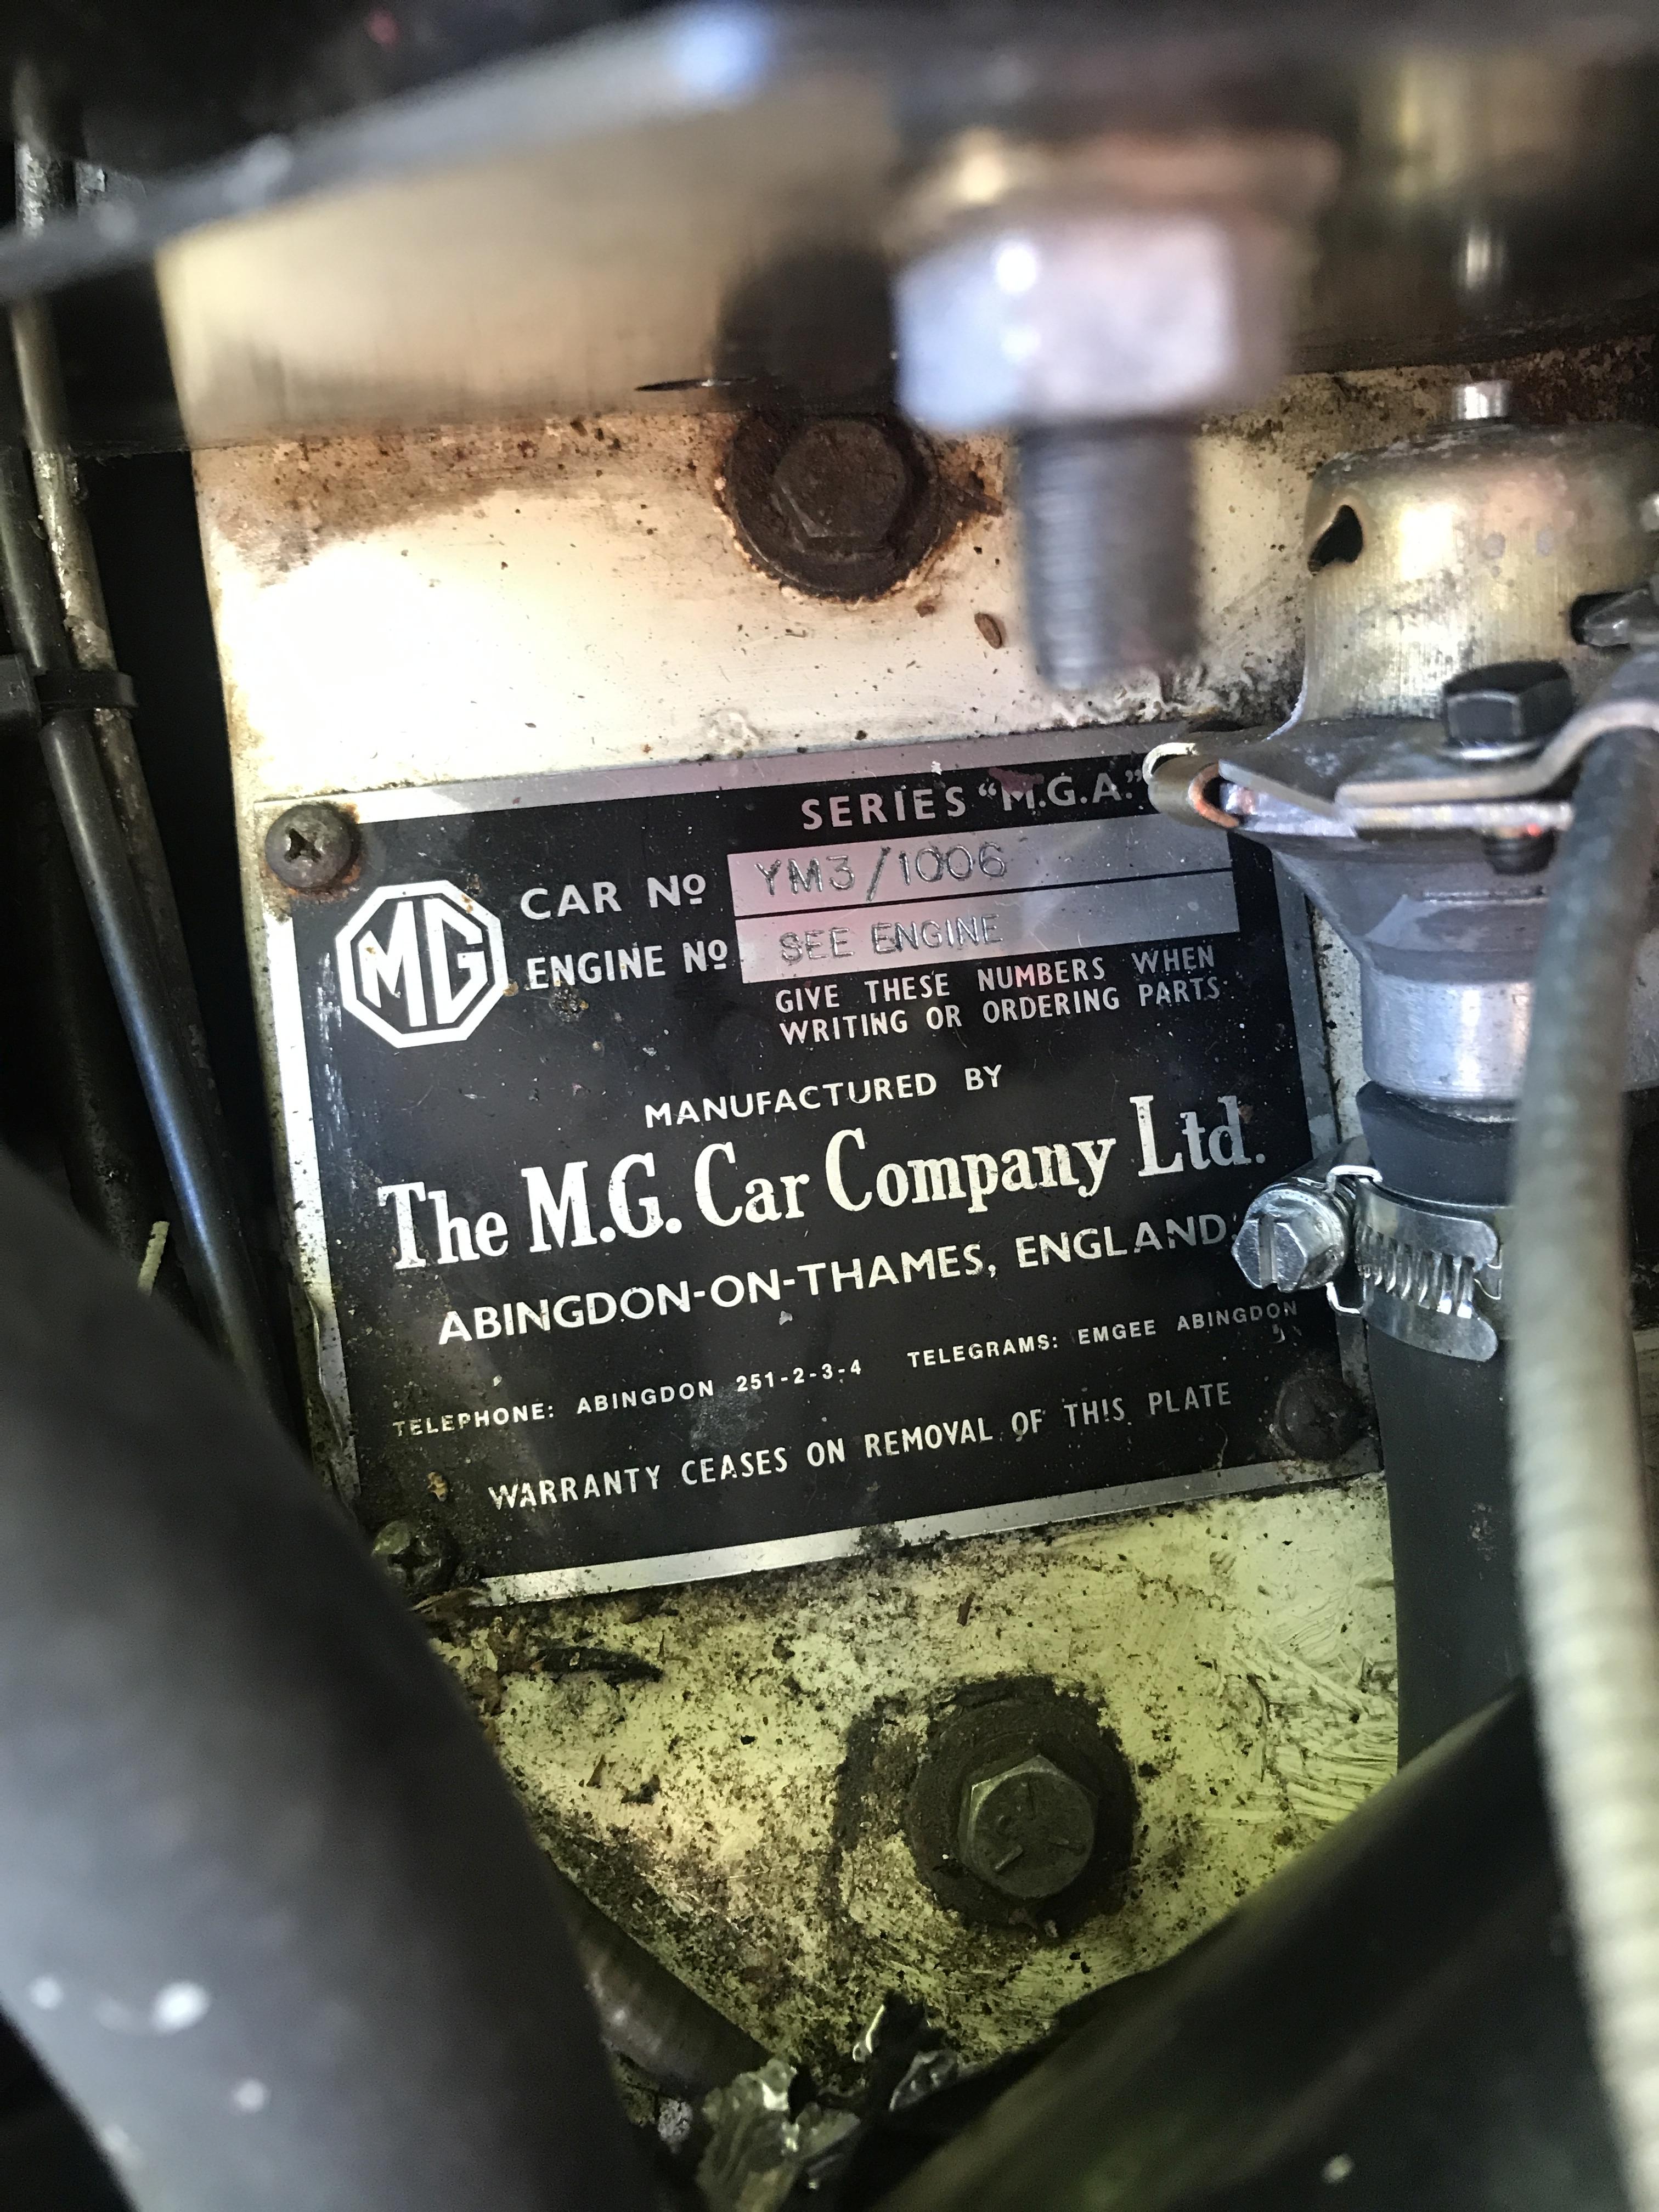 SERIES “M.G.A.”
MG
CAR No YM3/1006
ENGINE No SEE ENGINE
GIVE THESE NUMBERS WHEN
WRITING OR ORDERING PARTS
MANUFACTURED BY
The M.G. Car Company Ltd.
ABINGDON-ON-THAMES, ENGLAND.
TELEPHONE: ABINGDON 251-2-3-4 TELEGRAMS: EMGEE ABINGDON
WARRANTY CEASES ON REMOVAL OF THIS PLATE